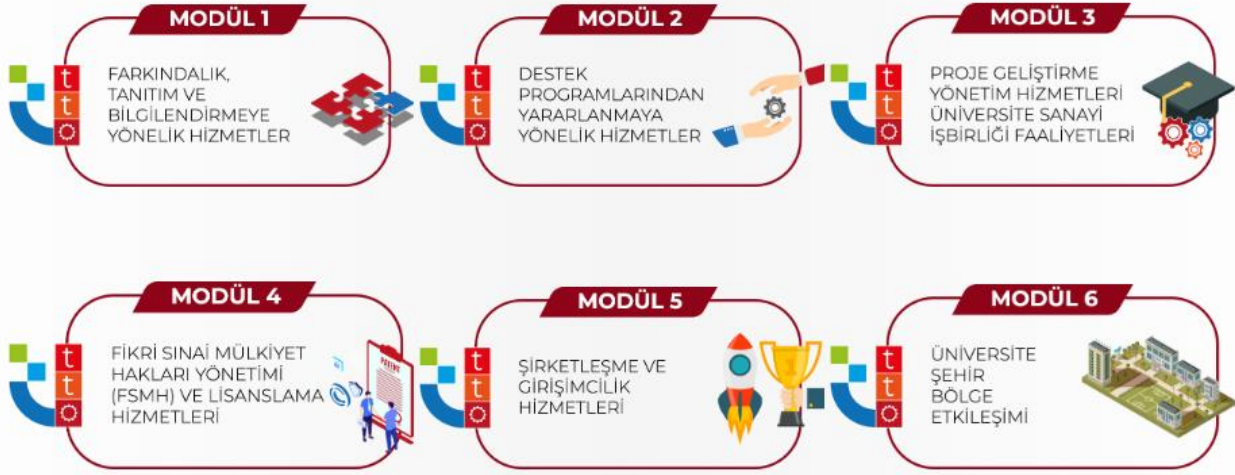 MODÜL 1
FARKINDALIK,
TANITIM VE
BİLGİLENDİRMEYE
YÖNELİK HİZMETLER
t
t
MODÜL 2
DESTEK
PROGRAMLARINDAN
YARARLANMAYA
YÖNELİK HİZMETLER
t
t
MODÜL 3
PROJE GELİŞTİRME
YÖNETİM HİZMETLERİ
ÜNİVERSİTE SANAYİ
İŞBİRLİĞİ FAALİYETLERİ
t
t
MODÜL 4
FİKRİ SINAİ MÜLKİYET
HAKLARI YÖNETİMİ
(FSMH) VE LİSANSLAMA
HİZMETLERİ
t
t
MODÜL 5
ŞİRKETLEŞME VE
GİRİŞİMCİLİK
HİZMETLERİ
t
t
1
MODÜL 6
ÜNİVERSİTE
ŞEHİR
BÖLGE
ETKİLEŞİMİ
t
t